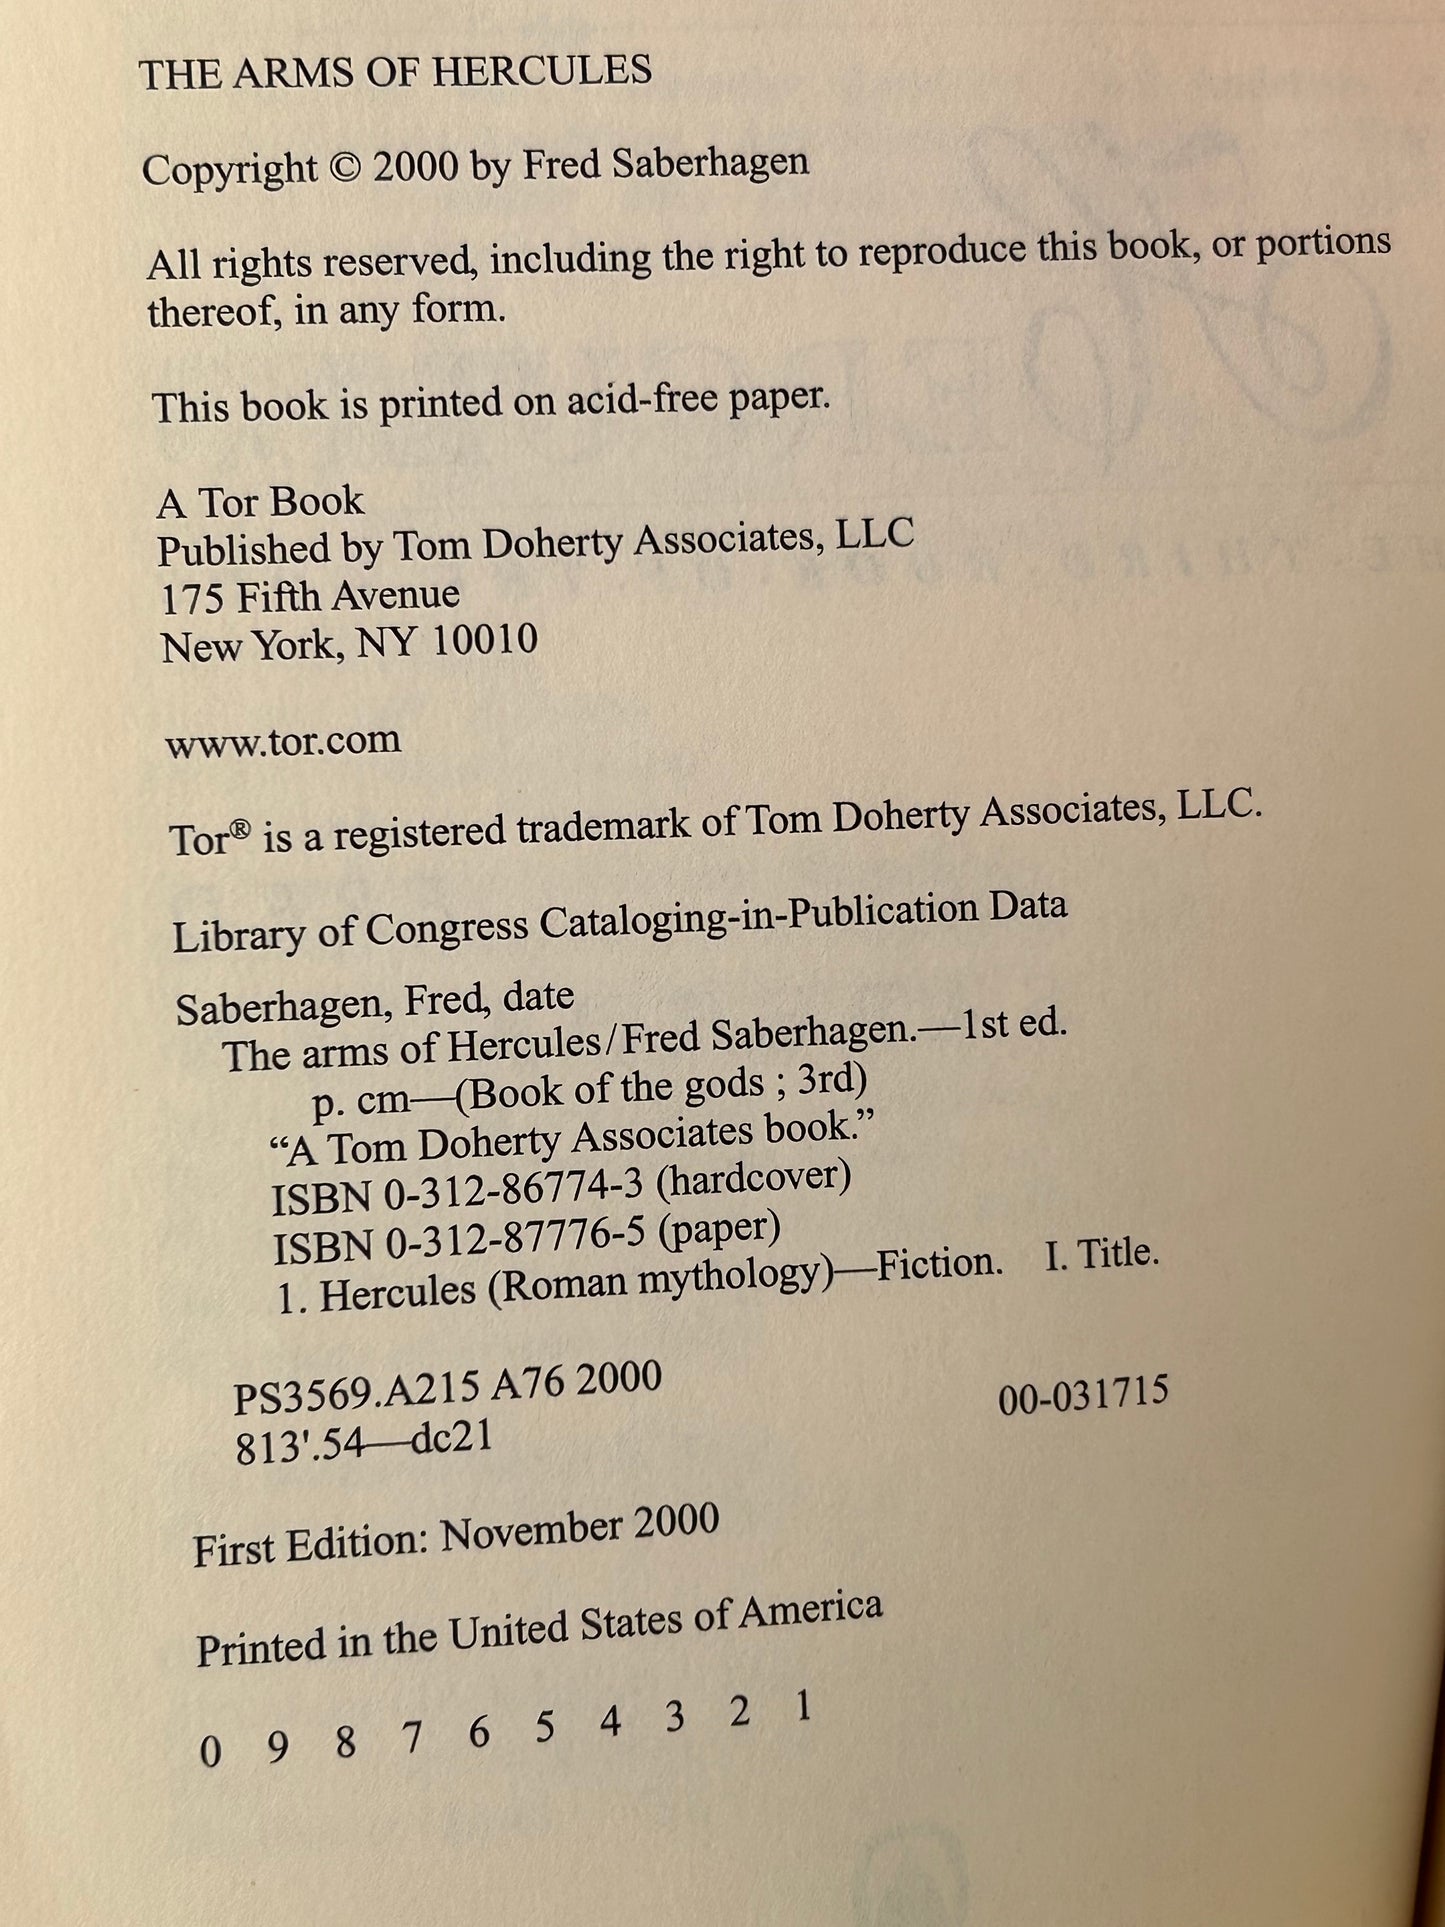 THE ARMS OF HERCULES
Copyright © 2000 by Fred Saberhagen
All rights reserved, including the right to reproduce this book, or portions
thereof, in any form.
This book is printed on acid-free paper.
A Tor Book
Published by Tom Doherty Associates, LLC
175 Fifth Avenue
New York, NY 10010
www.tor.com
Tor® is a registered trademark of Tom Doherty Associates, LLC.
Library of Congress Cataloging-in-Publication Data
Saberhagen, Fred, date
The arms of Hercules/Fred Saberhagen.—1st ed.
p. cm—(Book of the gods ; 3rd)
“A Tom Doherty Associates book.”
ISBN 0-312-86774-3 (hardcover)
ISBN 0-312-87776-5 (paper)
1. Hercules (Roman mythology)—Fiction. I. Title.
PS3569.A215 A76 2000 00-031715
813'.54—dc21
First Edition: November 2000
Printed in the United States of America
0 9 8 7 6 5 4 3 2 1